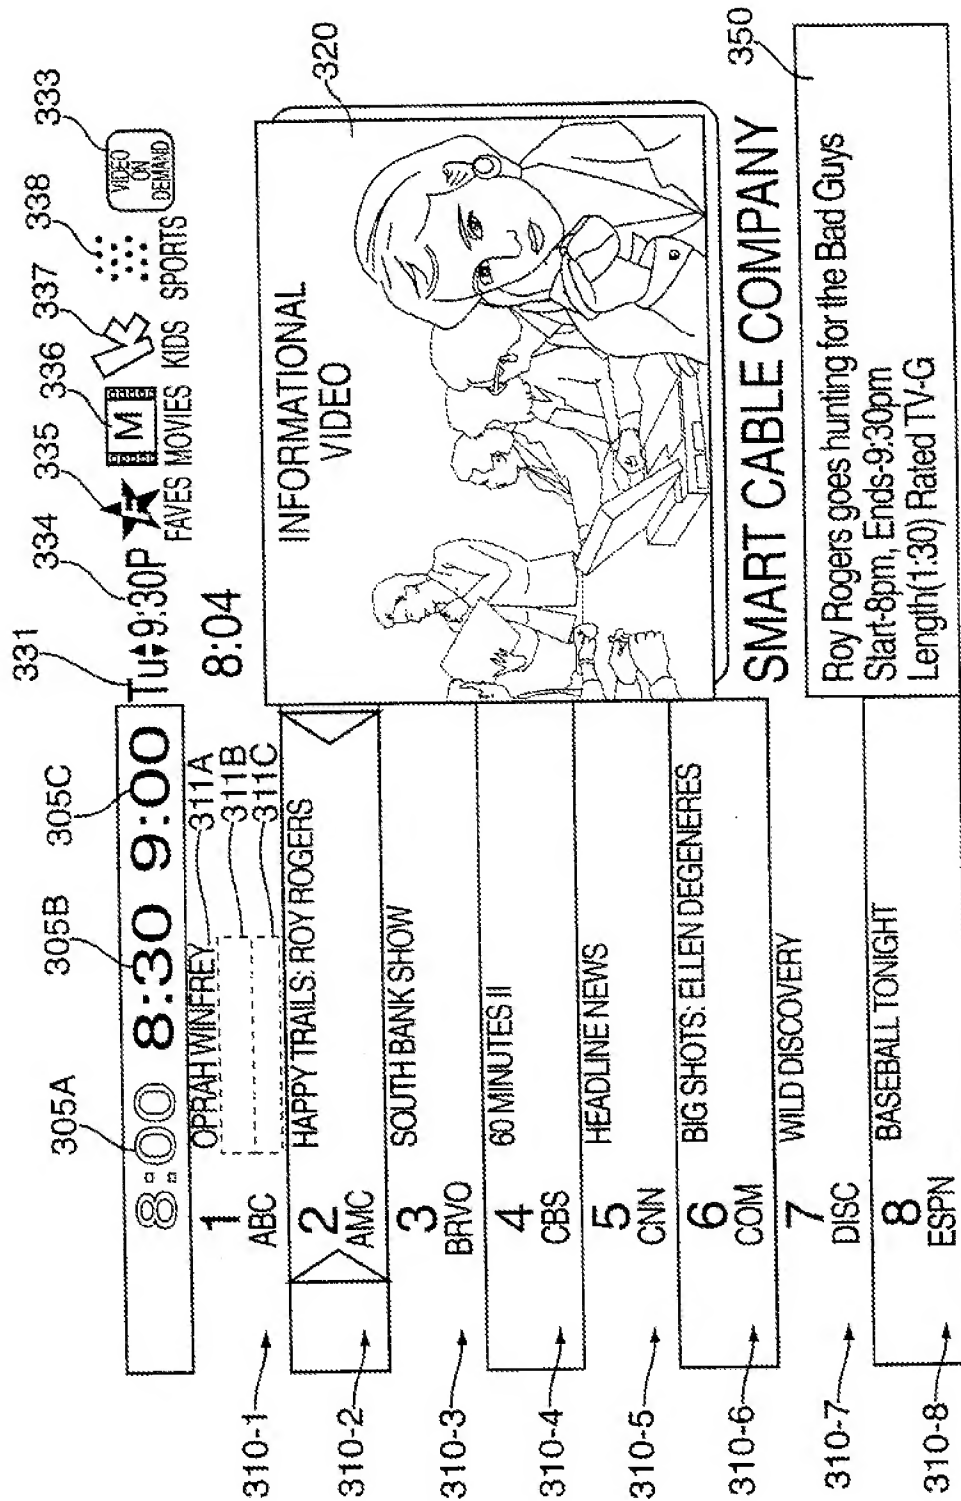 305A
305B
305C
331
334
335
336
337
338
333
8:00 8:30 9:00
Tu 9:30P
FAVES
M
MOVIES
KIDS
SPORTS
VIDEO
ON
DEMAND
8:04
310-1
1
ABC
OPRAH WINFREY
311A
311B
311C
310-2
2
AMC
HAPPY TRAILS: ROY ROGERS
310-3
3
BRVO
SOUTH BANK SHOW
310-4
4
CBS
60 MINUTES II
310-5
5
CNN
HEADLINE NEWS
310-6
6
COM
BIG SHOTS: ELLEN DEGENERES
310-7
7
DISC
WILD DISCOVERY
310-8
8
ESPN
BASEBALL TONIGHT
INFORMATIONAL
VIDEO
320
SMART CABLE COMPANY
350
Roy Rogers goes hunting for the Bad Guys
Start-8pm, Ends-9:30pm
Length(1:30) Rated TV-G